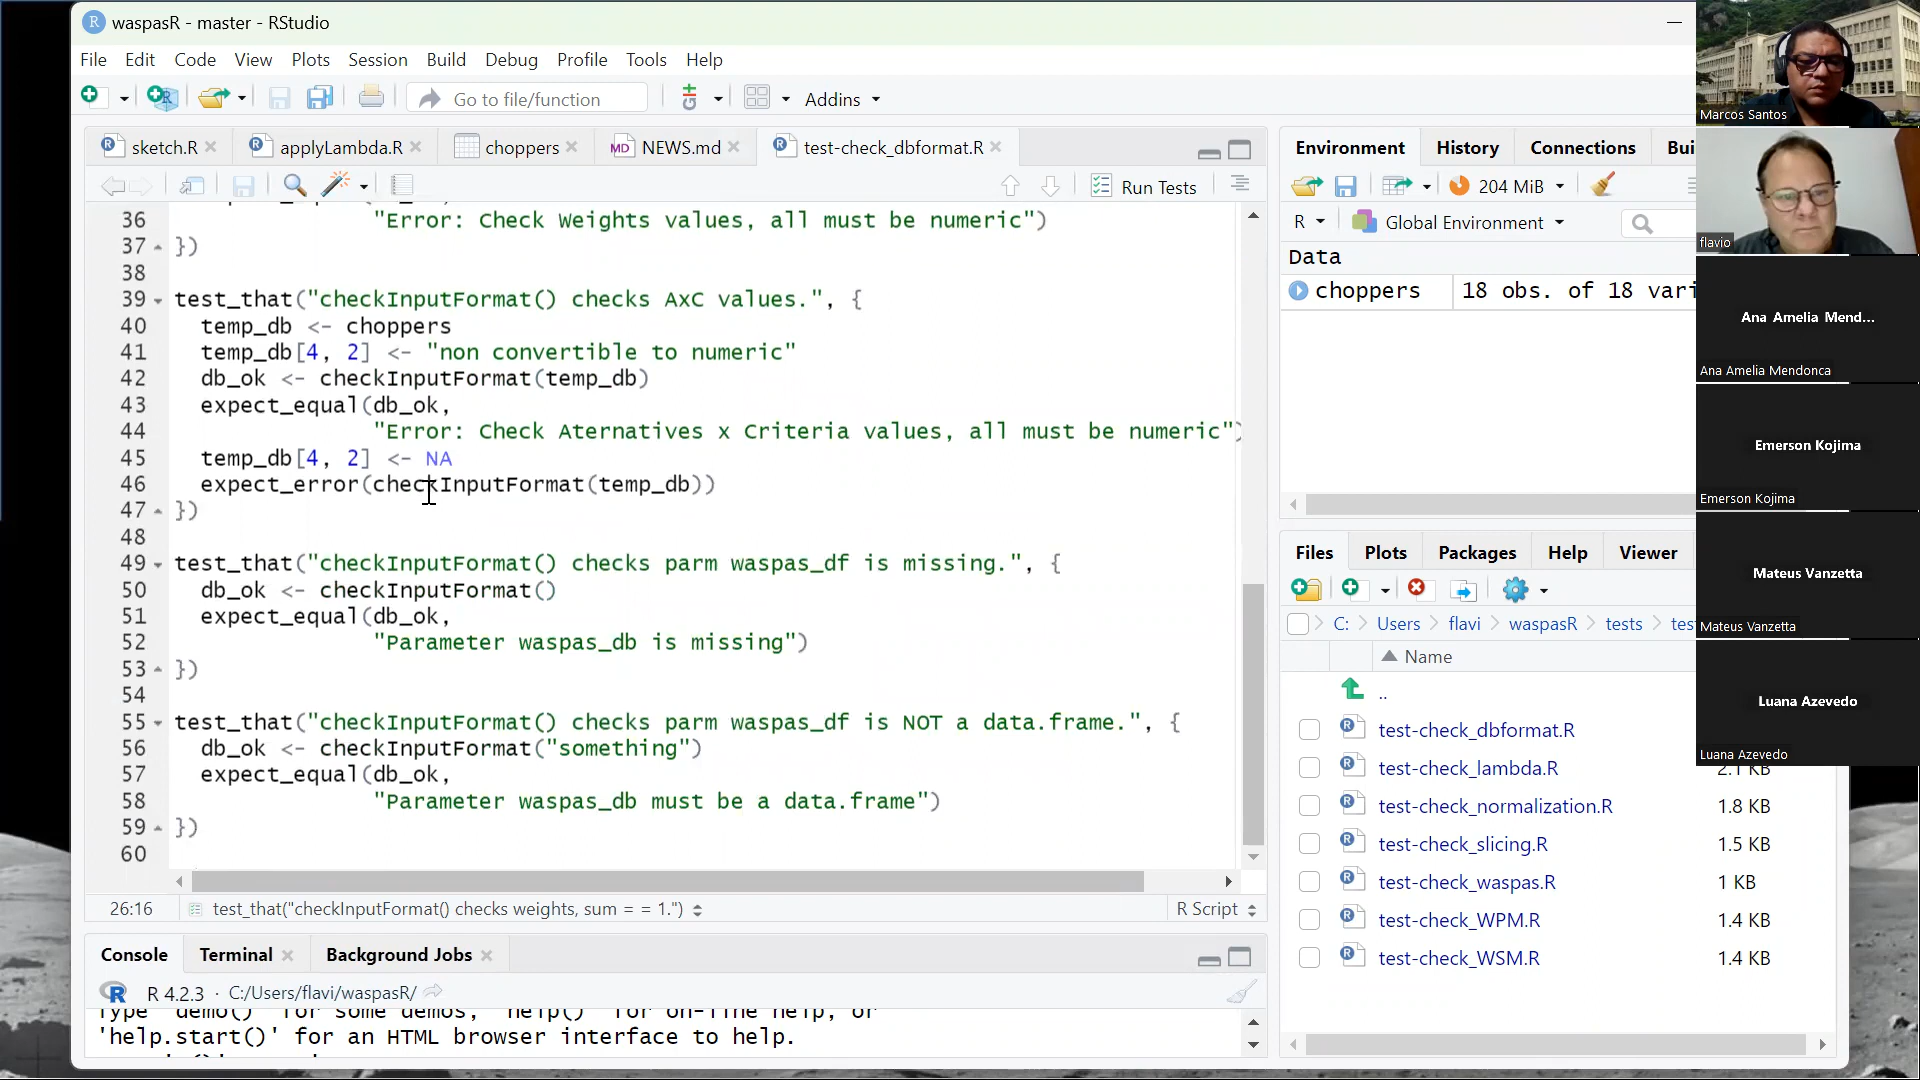 waspasR - master - RStudio
File Edit Code View Plots Session Build Debug Profile Tools Help
Go to file/function
Addins
sketch.R
applyLambda.R
choppers
NEWS.md
test-check_dbformat.R
Run Tests
36 "Error: Check Weights values, all must be numeric")
37 })
38
39 test_that("checkInputFormat() checks AxC values.", {
40 temp_db <- choppers
41 temp_db[4, 2] <- "non convertible to numeric"
42 db_ok <- checkInputFormat(temp_db)
43 expect_equal(db_ok,
44 "Error: Check Aternatives x Criteria values, all must be numeric")
45 temp_db[4, 2] <- NA
46 expect_error(checkInputFormat(temp_db))
47 })
48
49 test_that("checkInputFormat() checks parm waspas_df is missing.", {
50 db_ok <- checkInputFormat()
51 expect_equal(db_ok,
52 "Parameter waspas_db is missing")
53 })
54
55 test_that("checkInputFormat() checks parm waspas_df is NOT a data.frame.", {
56 db_ok <- checkInputFormat("something")
57 expect_equal(db_ok,
58 "Parameter waspas_db must be a data.frame")
59 })
60
26:16 test_that("checkInputFormat() checks weights, sum = = 1.") R Script
Console Terminal Background Jobs
R 4.2.3 · C:/Users/flavi/waspasR/
Type 'demo()' for some demos, 'help()' for on-line help, or
'help.start()' for an HTML browser interface to help.
Environment History Connections Bui
204 MiB
R Global Environment
Data
choppers 18 obs. of 18 vari
Files Plots Packages Help Viewer
C: Users flavi waspasR tests tes
Name
..
test-check_dbformat.R
test-check_lambda.R 2.1 KB
test-check_normalization.R 1.8 KB
test-check_slicing.R 1.5 KB
test-check_waspas.R 1 KB
test-check_WPM.R 1.4 KB
test-check_WSM.R 1.4 KB
Marcos Santos
flavio
Ana Amelia Mend...
Ana Amelia Mendonca
Emerson Kojima
Emerson Kojima
Mateus Vanzetta
Mateus Vanzetta
Luana Azevedo
Luana Azevedo